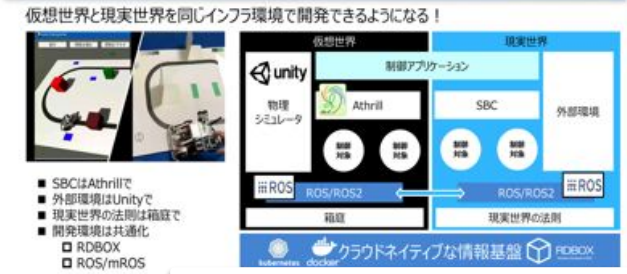 仮想世界と現実世界を同じインフラ環境で開発できるようになる！
仮想世界
現実世界
unity
制御アプリケーション
物理
シミュレータ
Athrill
SBC
外部環境
制御
対象
制御
対象
制御
対象
制御
対象
ROS
ROS/ROS2
ROS/ROS2
ROS
箱庭
現実世界の法則
■ SBCはAthrillで
■ 外部環境はUnityで
■ 現実世界の法則は箱庭で
■ 開発環境は共通化
□ RDBOX
□ ROS/mROS
kubernetes
docker
クラウドネイティブな情報基盤
RDBOX